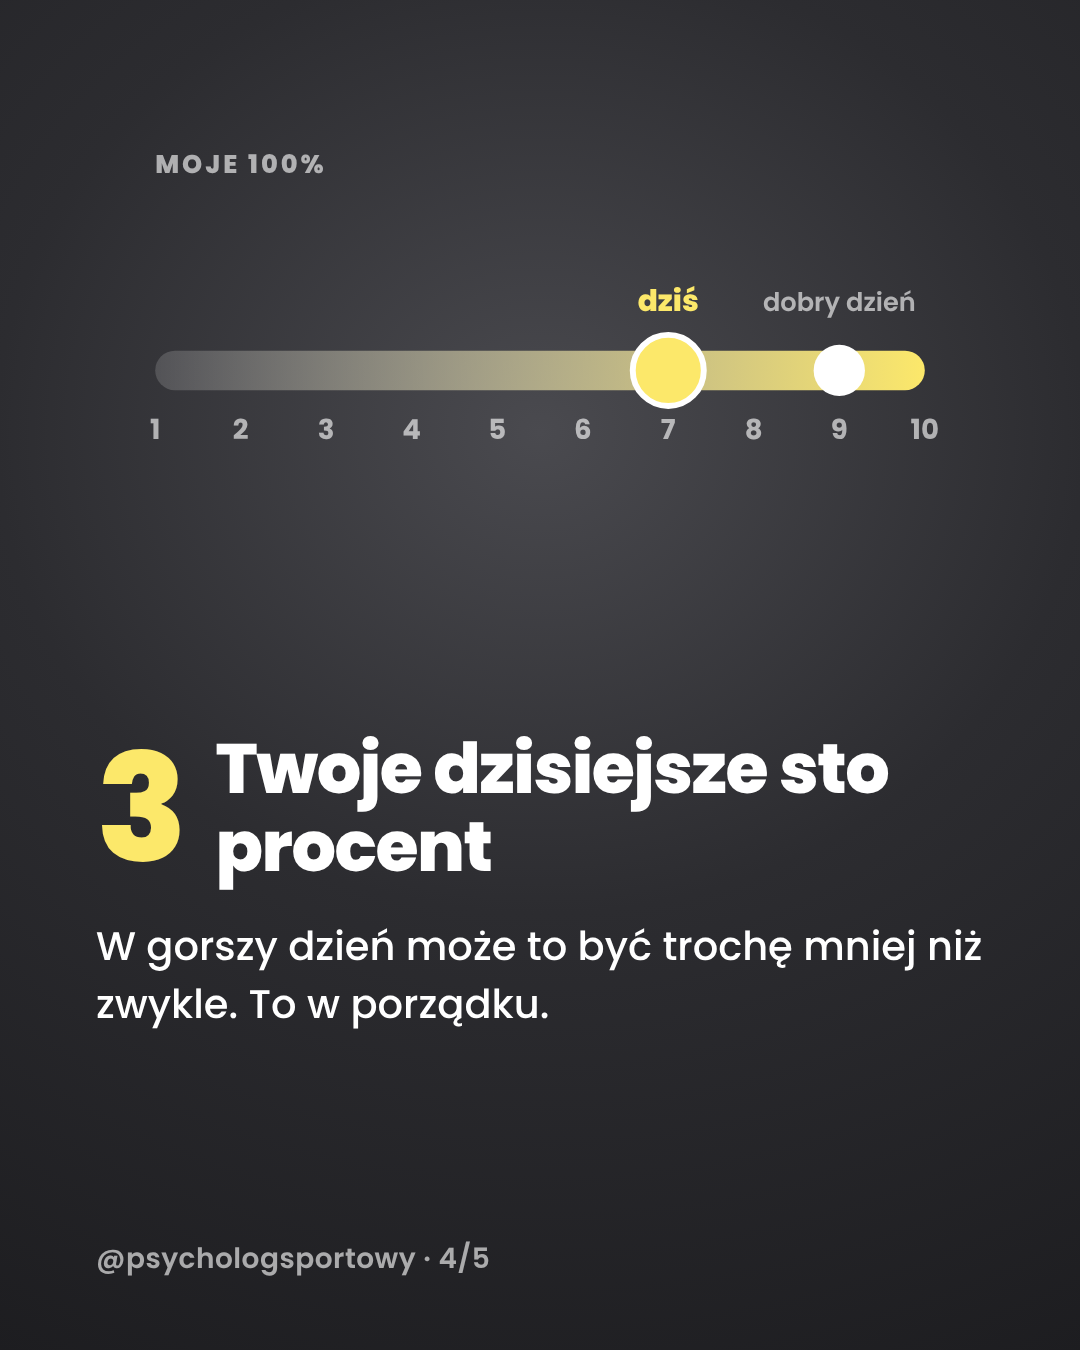 MOJE 100%
dziś dobry dzień
1 2 3 4 5 6 7 8 9 10
3 Twoje dzisiejsze sto
procent
W gorszy dzień może to być trochę mniej niż
zwykle. To w porządku.
@psychologsportowy · 4/5